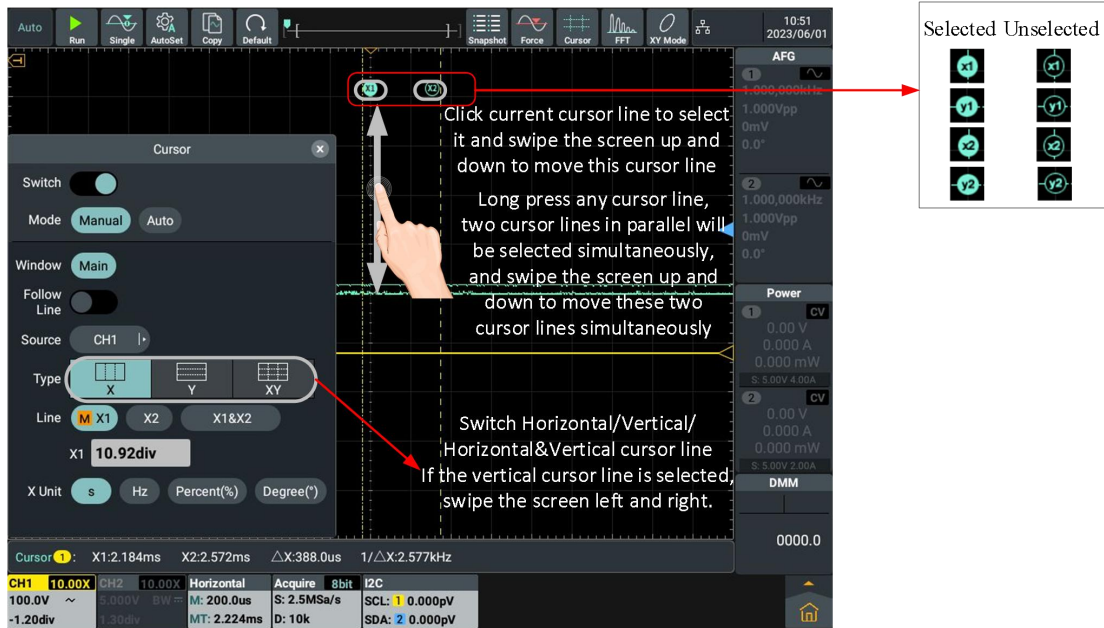 Auto
Run
Single
AutoSet
Copy
Default
Snapshot
Force
Cursor
FFT
XY Mode
10:51
2023/06/01
Selected Unselected
x1 x1
y1 y1
x2 x2
y2 y2
T
X1 X2
Click current cursor line to select
it and swipe the screen up and
down to move this cursor line
Long press any cursor line,
two cursor lines in parallel will
be selected simultaneously,
and swipe the screen up and
down to move these two
cursor lines simultaneously
Switch Horizontal/Vertical/
Horizontal&Vertical cursor line
If the vertical cursor line is selected,
swipe the screen left and right.
Cursor x
Switch
Mode Manual Auto
Window Main
Follow
Line
Source CH1
Type X Y XY
Line M X1 X2 X1&X2
X1 10.92div
X Unit s Hz Percent(%) Degree(°)
AFG
1
1.000,000kHz
1.000Vpp
0mV
0.0°
2
1.000,000kHz
1.000Vpp
0mV
0.0°
Power
1 CV
0.00 V
0.000 A
0.000 mW
S: 5.00V 4.00A
2 CV
0.00 V
0.000 A
0.000 mW
S: 5.00V 2.00A
DMM
0000.0
Cursor 1 : X1:2.184ms X2:2.572ms △X:388.0us 1/△X:2.577kHz
CH1 10.00X CH2 10.00X Horizontal Acquire 8bit I2C
100.0V ~ 5.000V BW M: 200.0us S: 2.5MSa/s SCL: 1 0.000pV
-1.20div 1.30div MT: 2.224ms D: 10k SDA: 2 0.000pV